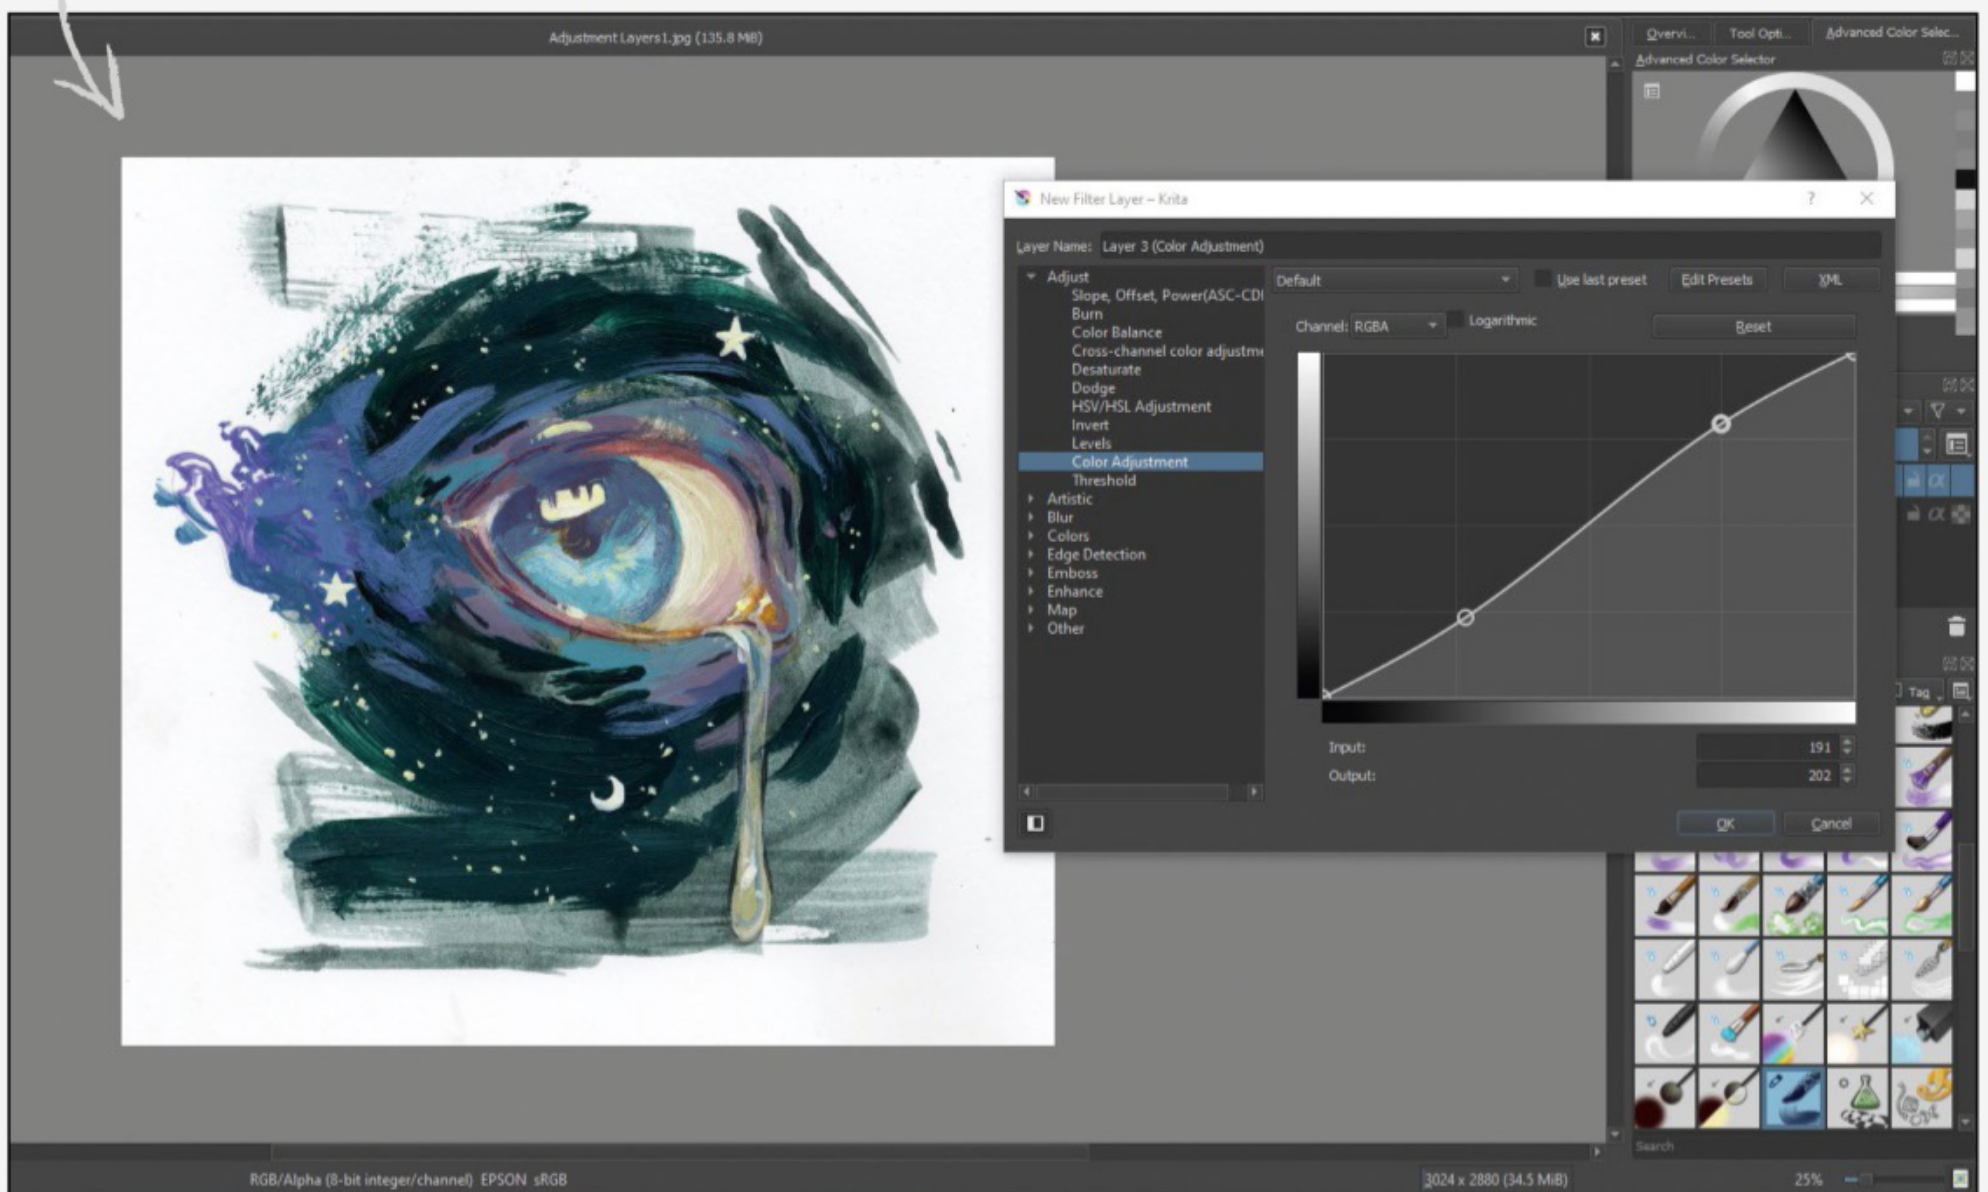 Adjustment Layers1.jpg (135.8 MiB)
Overvi... Tool Opti... Advanced Color Selec...
Advanced Color Selector
New Filter Layer – Krita
Layer Name: Layer 3 (Color Adjustment)
Adjust
Slope, Offset, Power(ASC-CDI
Burn
Color Balance
Cross-channel color adjustme
Desaturate
Dodge
HSV/HSL Adjustment
Invert
Levels
Color Adjustment
Threshold
Artistic
Blur
Colors
Edge Detection
Emboss
Enhance
Map
Other
Default Use last preset Edit Presets XML
Channel: RGBA Logarithmic Reset
Input: 191
Output: 202
OK Cancel
Tag
Search
RGB/Alpha (8-bit integer/channel) EPSON sRGB 3024 x 2880 (34.5 MiB) 25%